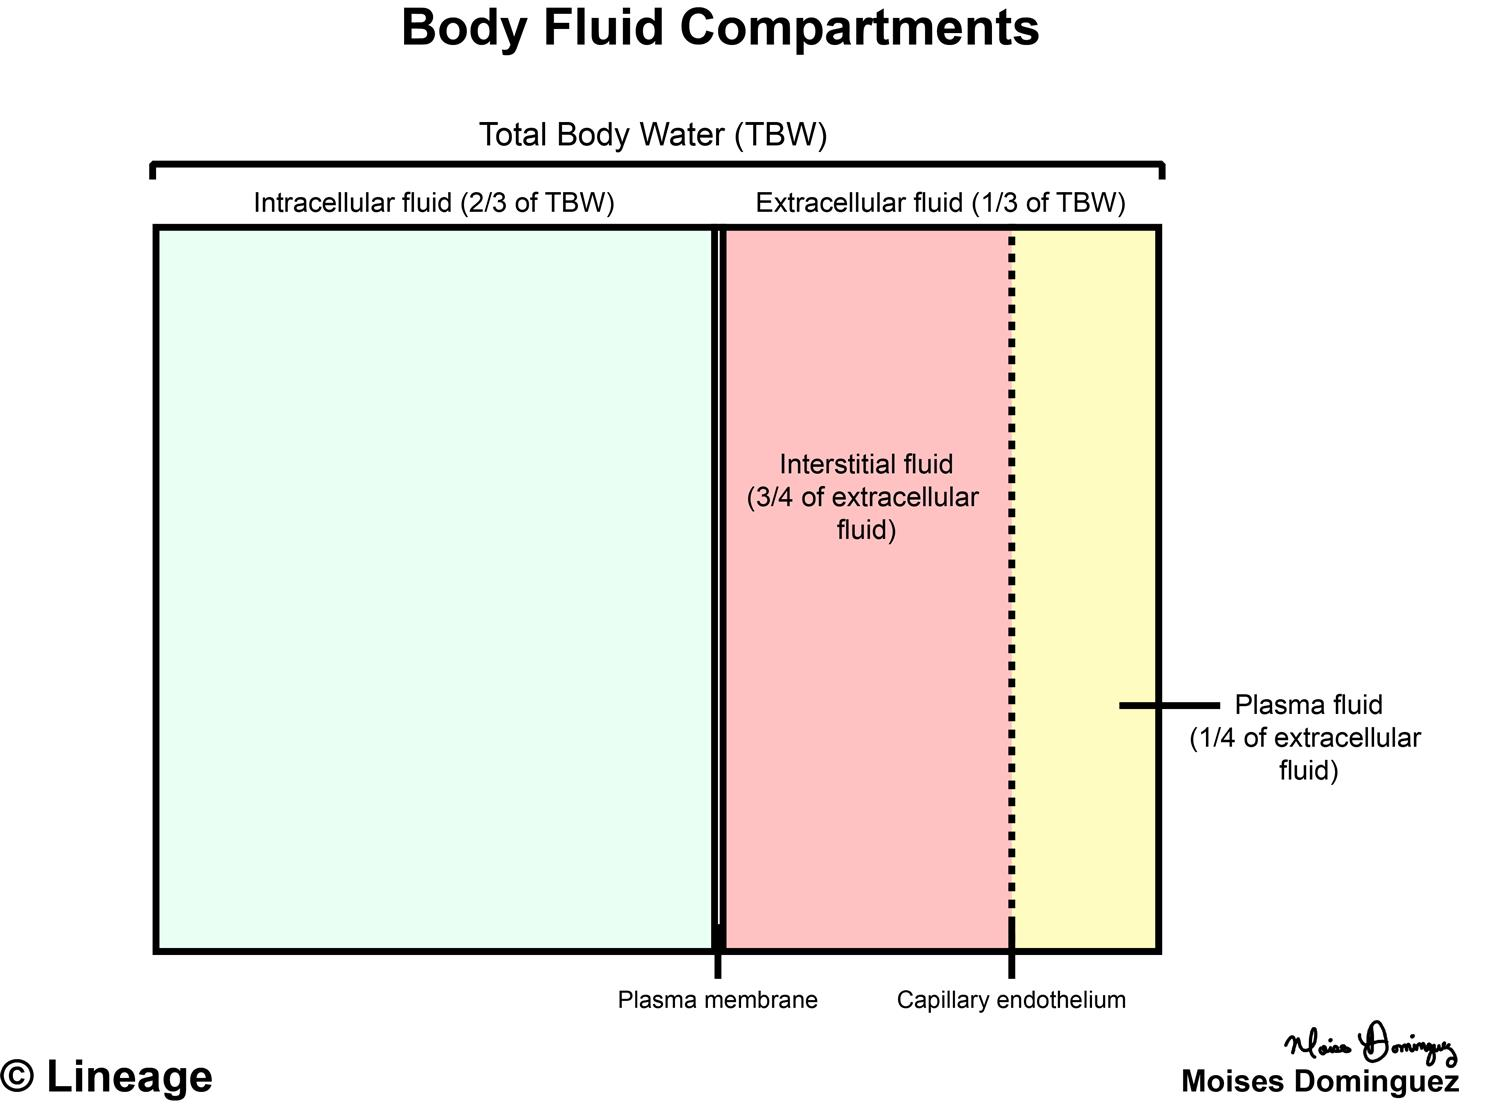 Body Fluid Compartments
Total Body Water (TBW)
Intracellular fluid (2/3 of TBW)
Extracellular fluid (1/3 of TBW)
Interstitial fluid
(3/4 of extracellular
fluid)
Plasma fluid
(1/4 of extracellular
fluid)
Plasma membrane
Capillary endothelium
Moises Dominguez
© Lineage
Moises Dominguez